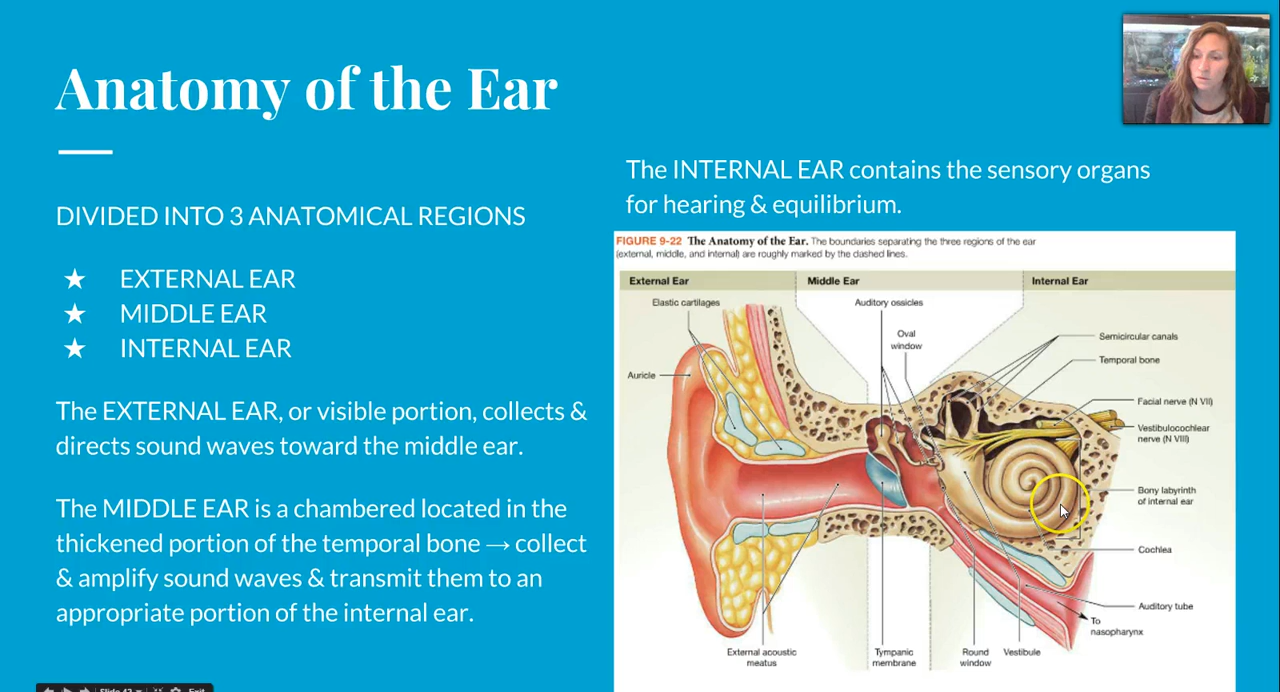 Anatomy of the Ear
DIVIDED INTO 3 ANATOMICAL REGIONS
★ EXTERNAL EAR
★ MIDDLE EAR
★ INTERNAL EAR
The EXTERNAL EAR, or visible portion, collects &
directs sound waves toward the middle ear.
The MIDDLE EAR is a chambered located in the
thickened portion of the temporal bone → collect
& amplify sound waves & transmit them to an
appropriate portion of the internal ear.
The INTERNAL EAR contains the sensory organs
for hearing & equilibrium.
FIGURE 9-22 The Anatomy of the Ear. The boundaries separating the three regions of the ear
(external, middle, and internal) are roughly marked by the dashed lines.
External Ear
Middle Ear
Internal Ear
Elastic cartilages
Auditory ossicles
Oval
window
Semicircular canals
Temporal bone
Auricle
Facial nerve (N VII)
Vestibulocochlear
nerve (N VIII)
Bony labyrinth
of internal ear
Cochlea
Auditory tube
To
nasopharynx
External acoustic
meatus
Tympanic
membrane
Round
window
Vestibule
Exit